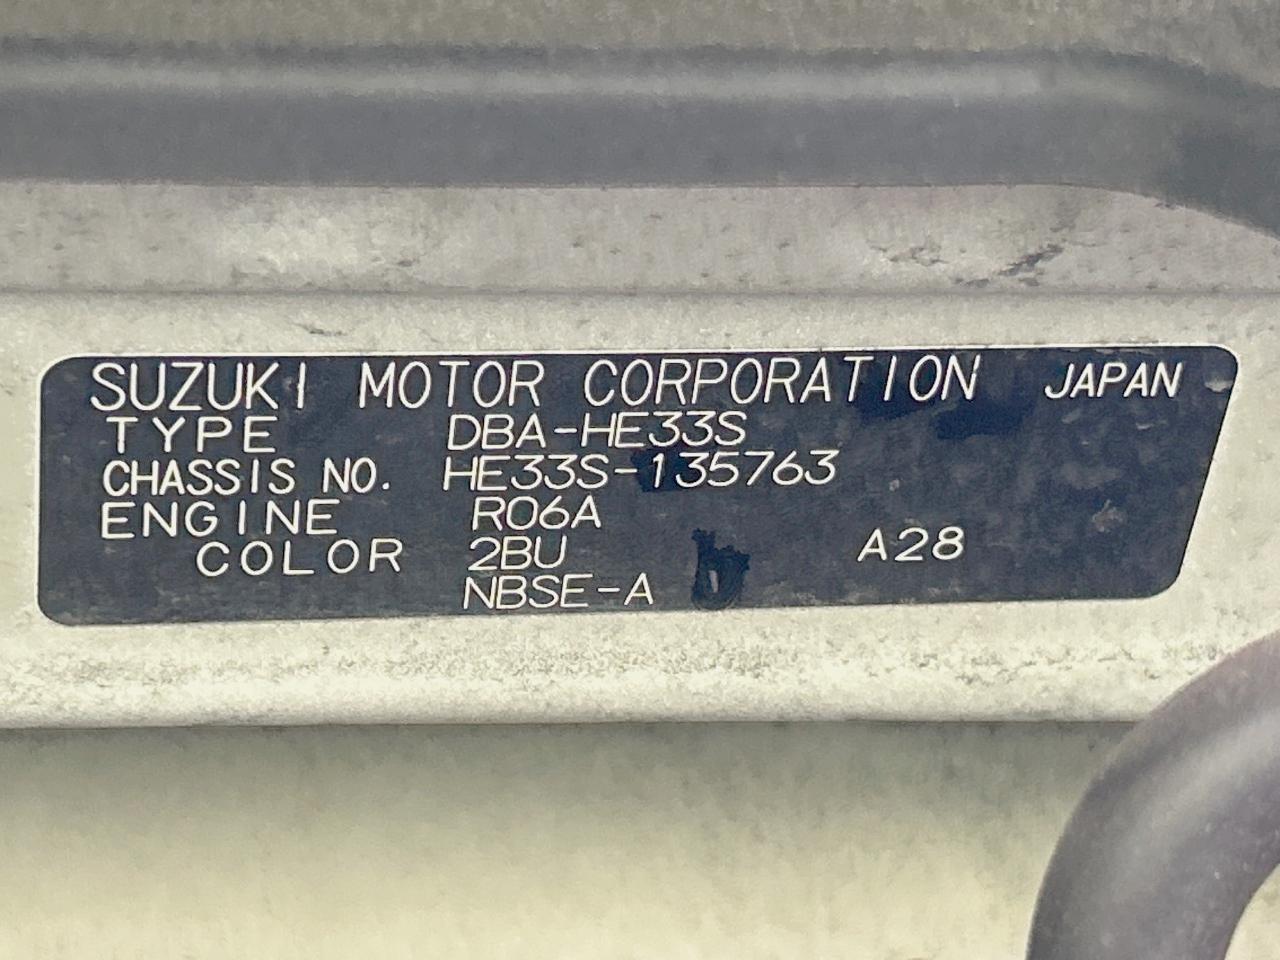 SUZUKI MOTOR CORPORATION JAPAN
TYPE DBA-HE33S
CHASSIS NO. HE33S-135763
ENGINE R06A
COLOR 2BU A28
NBSE-A